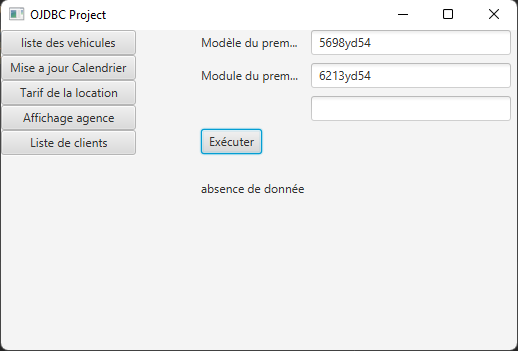 OJDBC Project
liste des vehicules
Mise a jour Calendrier
Tarif de la location
Affichage agence
Liste de clients
Modèle du prem... 5698yd54
Module du prem... 6213yd54
Exécuter
absence de donnée